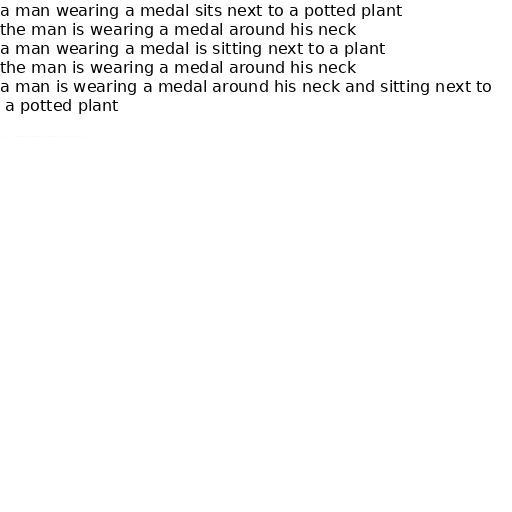 a man wearing a medal sits next to a potted plant
the man is wearing a medal around his neck
a man wearing a medal is sitting next to a plant
the man is wearing a medal around his neck
a man is wearing a medal around his neck and sitting next to
a potted plant